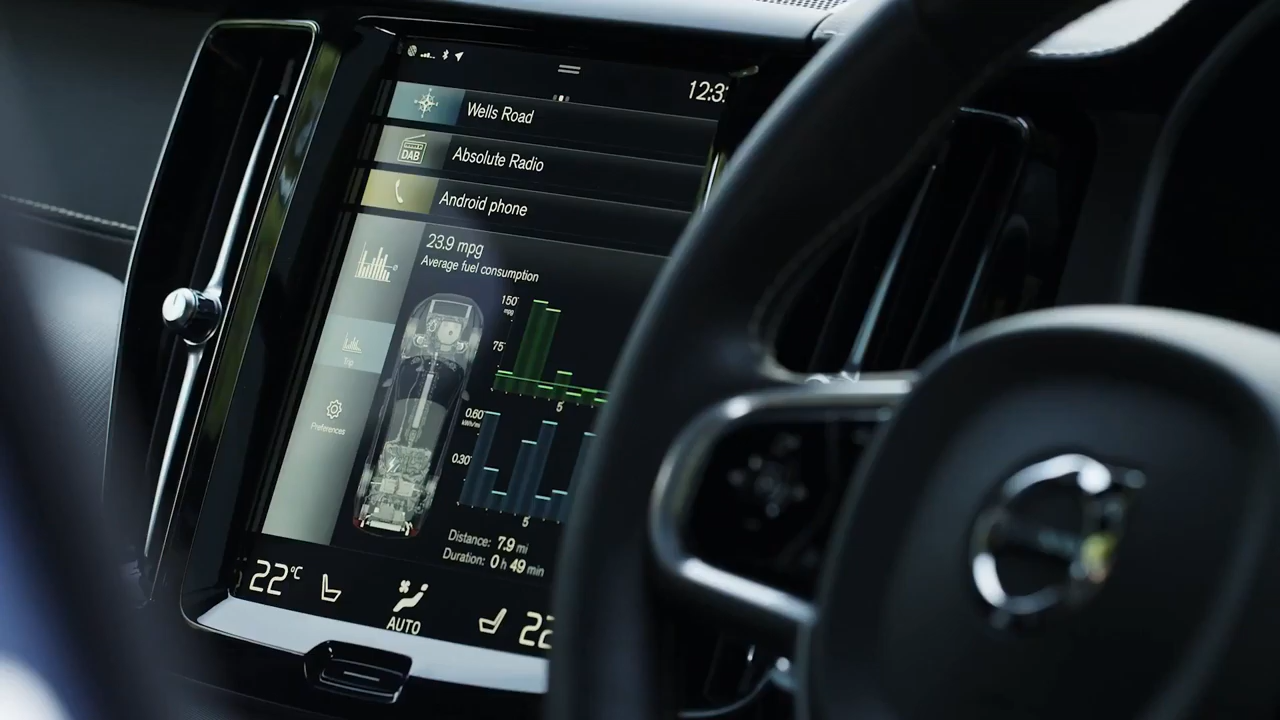 12:3
Wells Road
DAB
Absolute Radio
Android phone
23.9 mpg
Average fuel consumption
150
mpg
75
5
Trip
0.60
kWh/mi
0.30
5
Preferences
Distance: 7.9 mi
Duration: 0 h 49 min
22°C
AUTO
22